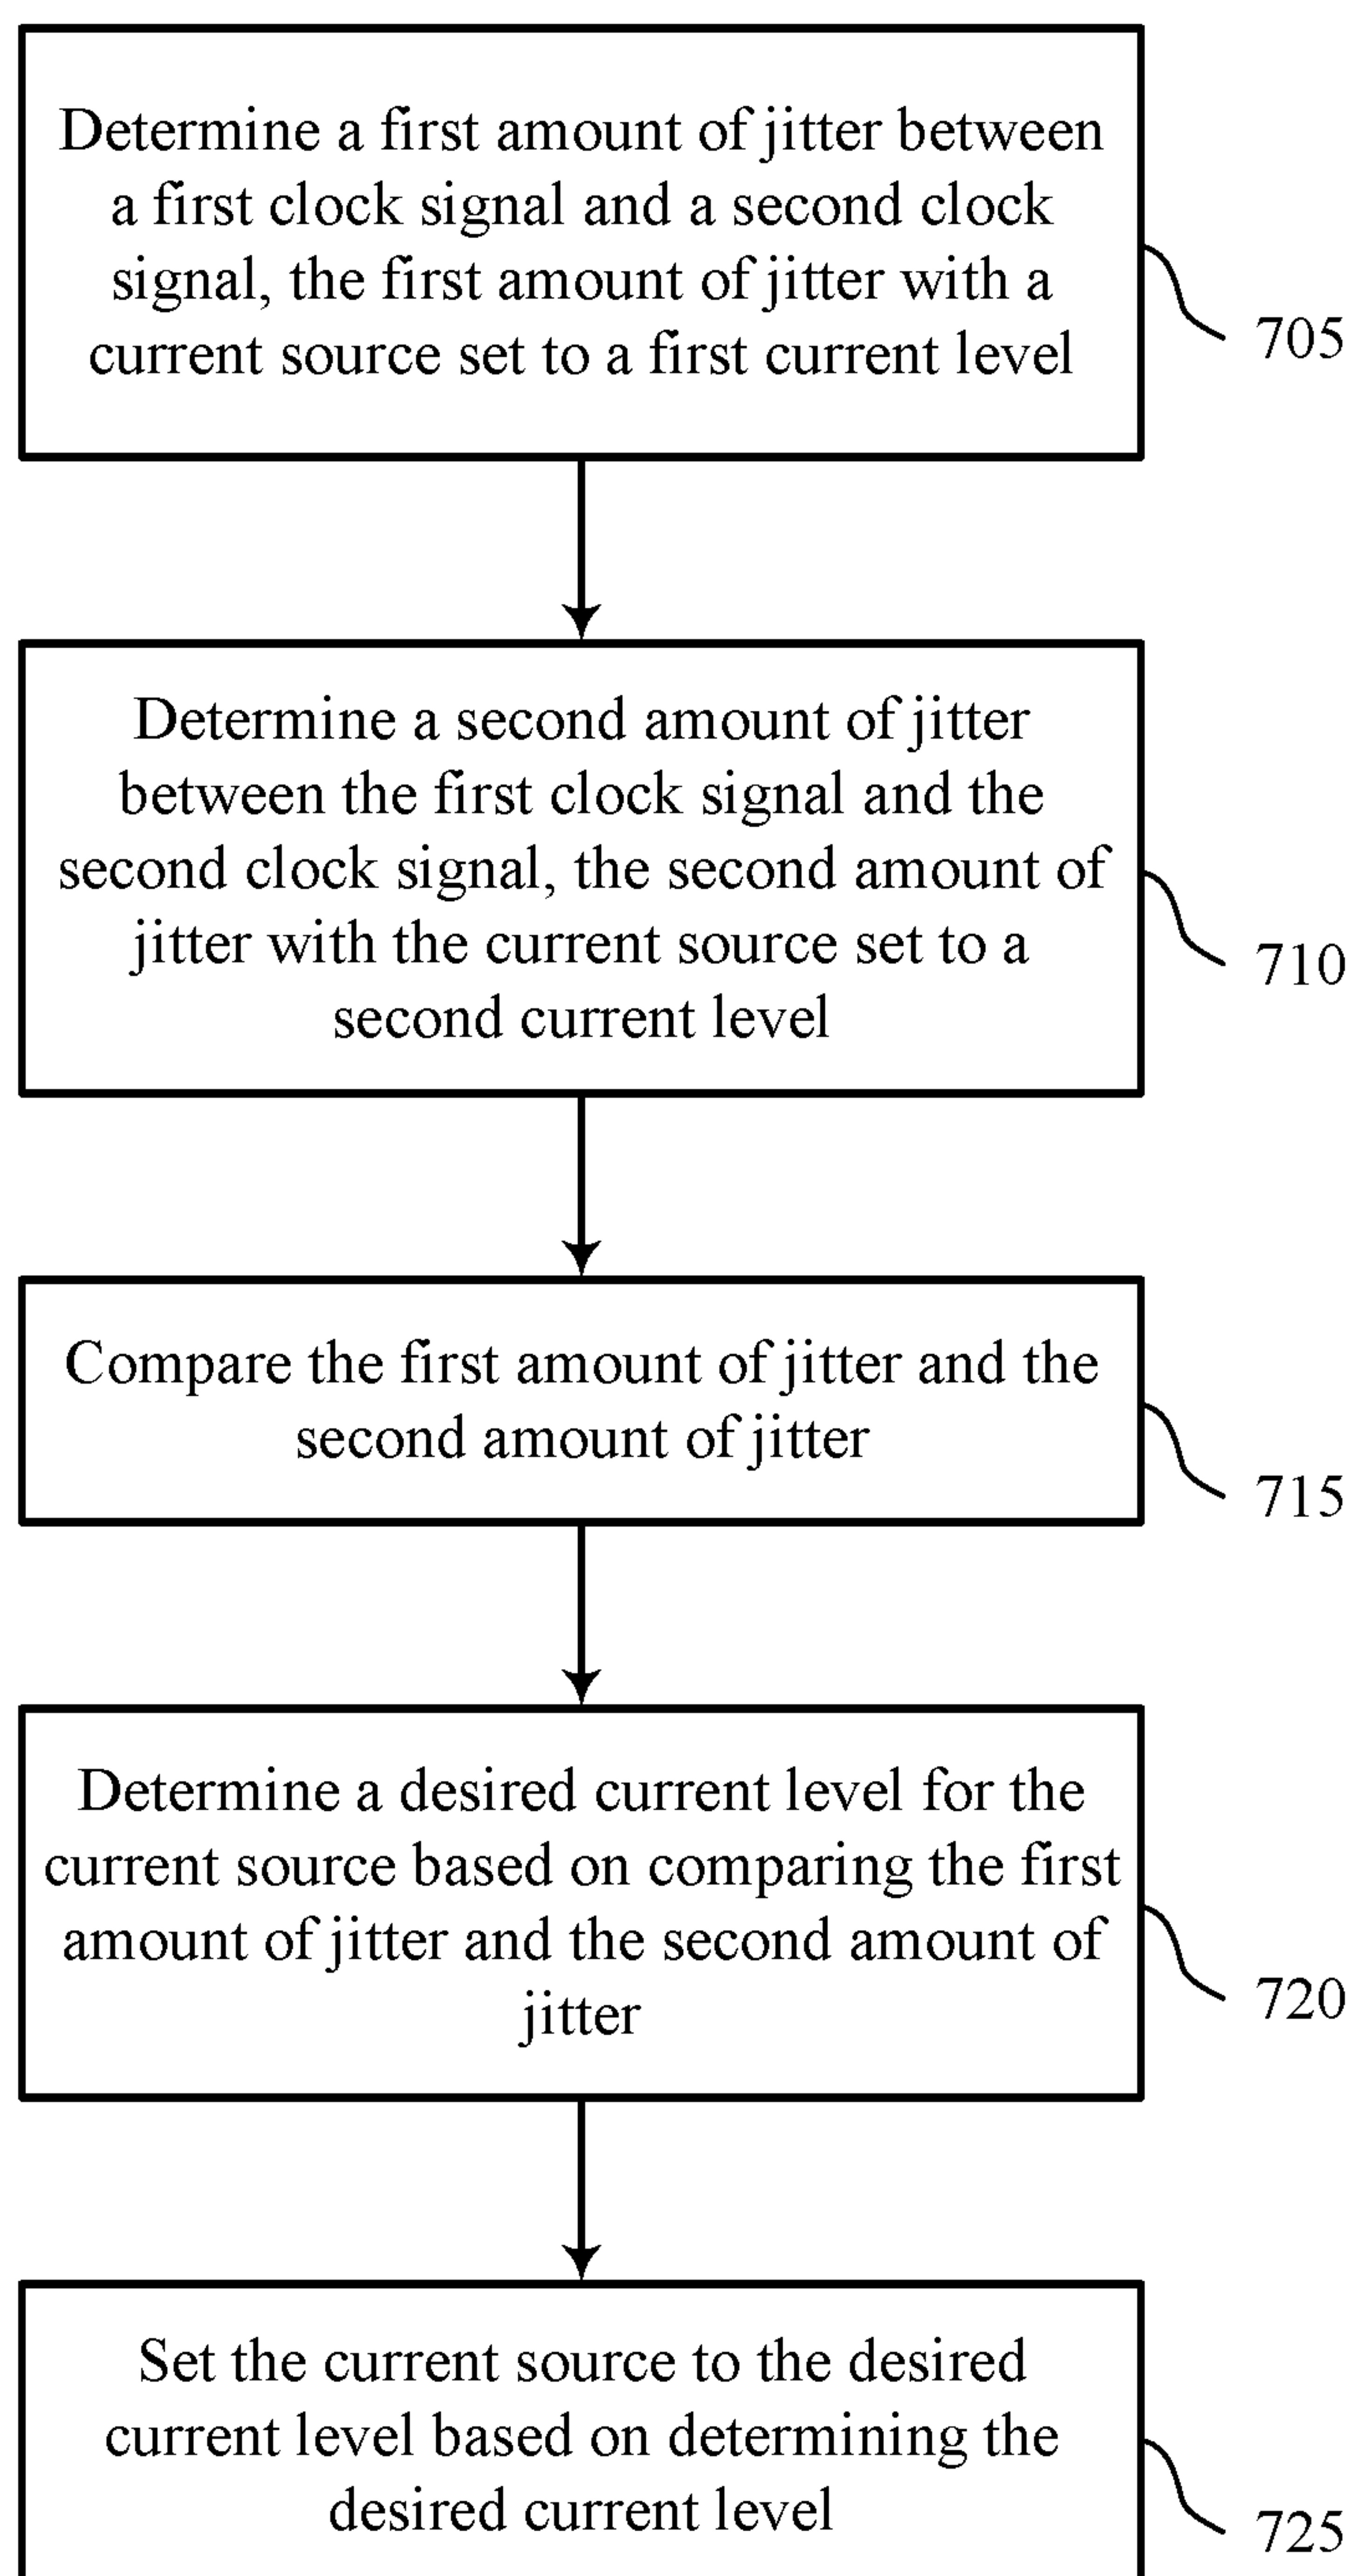 Determine a first amount of jitter between
a first clock signal and a second clock
signal, the first amount of jitter with a
current source set to a first current level
705
Determine a second amount of jitter
between the first clock signal and the
second clock signal, the second amount of
jitter with the current source set to a
second current level
710
Compare the first amount of jitter and the
second amount of jitter
715
Determine a desired current level for the
current source based on comparing the first
amount of jitter and the second amount of
jitter
720
Set the current source to the desired
current level based on determining the
desired current level
725